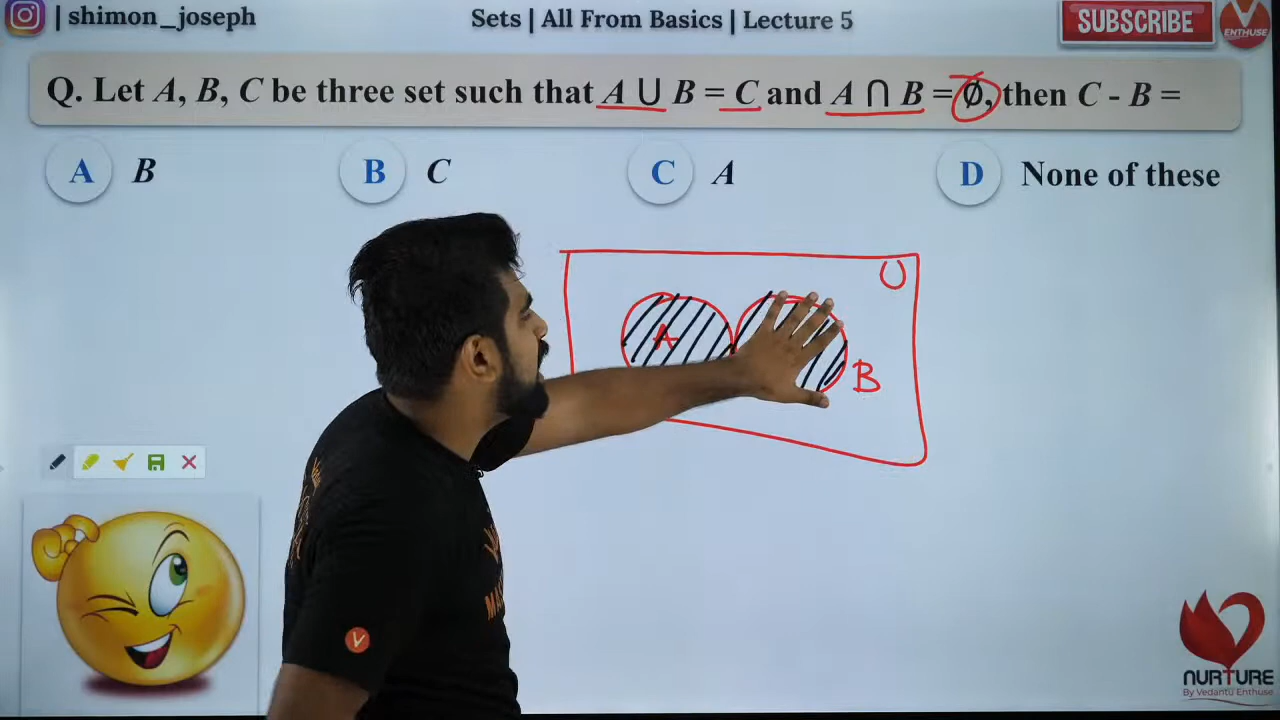 | shimon_joseph
Sets | All From Basics | Lecture 5
SUBSCRIBE
V
ENTHUSE
Q. Let A, B, C be three set such that A ∪ B = C and A ∩ B = ∅, then C - B =
A B
B C
C A
D None of these
U
A
B
V
NURTURE
By Vedantu Enthuse